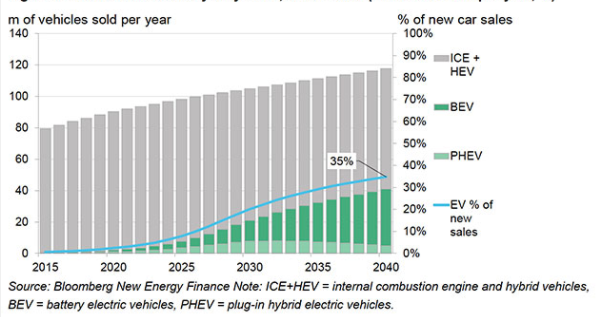 m of vehicles sold per year
% of new car sales
140
120
100
80
60
40
20
0
100%
90%
80%
70%
60%
50%
40%
30%
20%
10%
0%
35%
2015
2020
2025
2030
2035
2040
ICE +
HEV
BEV
PHEV
EV % of
new
sales
Source: Bloomberg New Energy Finance Note: ICE+HEV = internal combustion engine and hybrid vehicles,
BEV = battery electric vehicles, PHEV = plug-in hybrid electric vehicles.